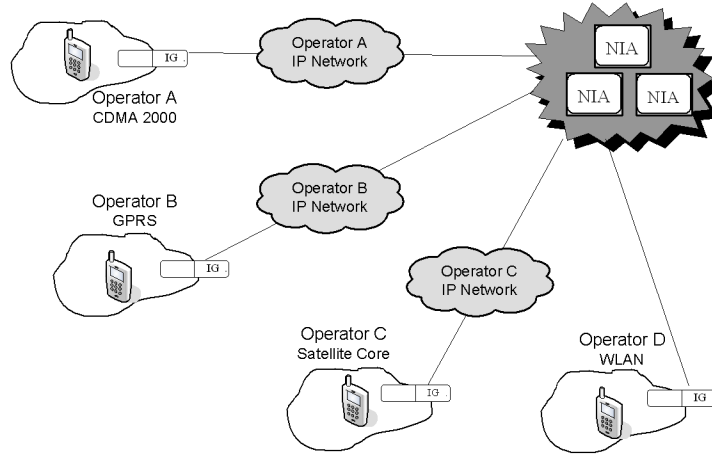 Operator A
IP Network
NIA
NIA
NIA
IG
Operator A
CDMA 2000
Operator B
IP Network
Operator B
GPRS
IG
Operator C
IP Network
Operator C
Satellite Core
IG
Operator D
WLAN
IG